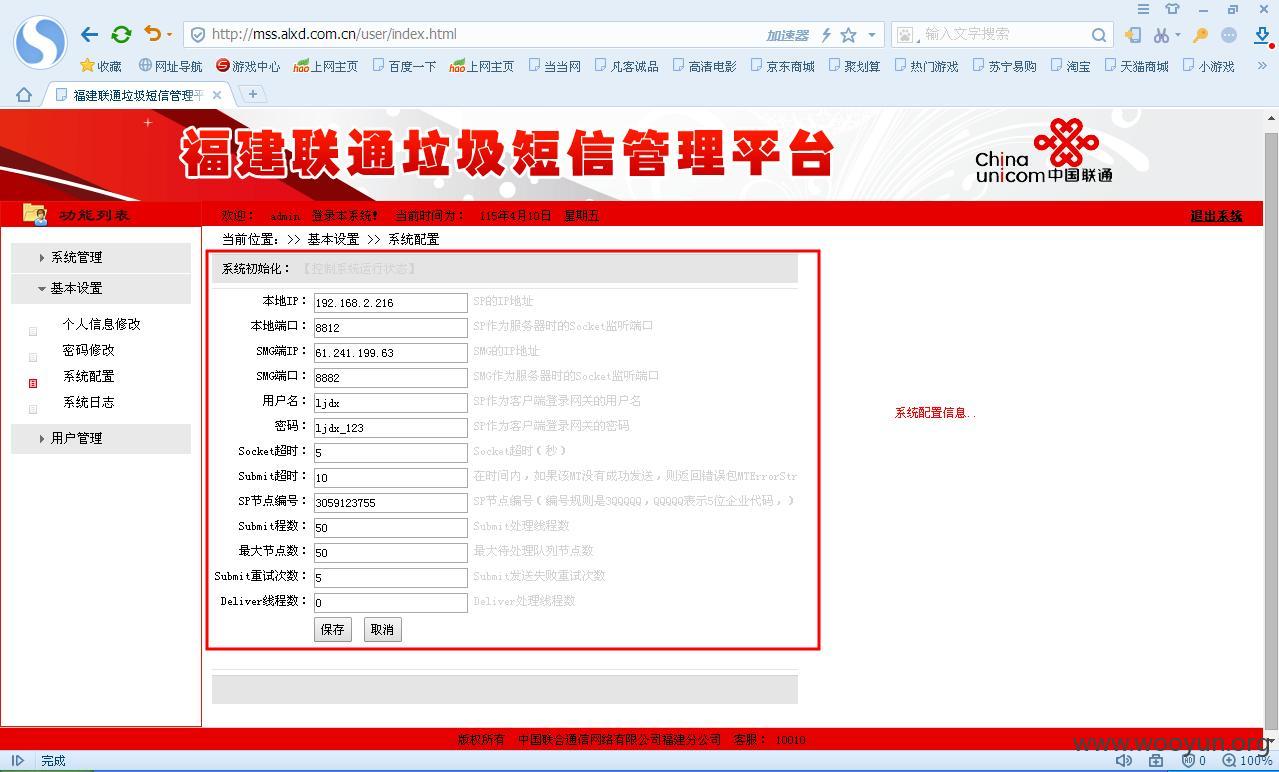 http://mss.alxd.com.cn/user/index.html 加速器 输入文字搜索
收藏 网址导航 游戏中心 hao上网主页 百度一下 hao上网主页 当当网 凡客诚品 高清电影 京东商城 聚划算 热门游戏 苏宁易购 淘宝 天猫商城 小游戏 »
福建联通垃圾短信管理平
福建联通垃圾短信管理平台
China unicom中国联通
功能列表
欢迎： admin 登录本系统! 当前时间为： 115年4月10日 星期五 退出系统
当前位置：>> 基本设置 >> 系统配置
系统管理
基本设置
个人信息修改
密码修改
系统配置
系统日志
用户管理
系统初始化：【控制系统运行状态】
本地IP： 192.168.2.216 SP的IP地址
本地端口： 8812 SP作为服务器时的Socket监听端口
SMG端IP： 61.241.199.63 SMG的IP地址
SMG端口： 8882 SMG作为服务器时的Socket监听端口
用户名： ljdx SP作为客户端登录网关的用户名
密码： ljdx_123 SP作为客户端登录网关的密码
Socket超时： 5 Socket超时（秒）
Submit超时： 10 在时间内，如果该MT没有成功发送，则返回错误包MTErrorStr
SP节点编号： 3059123755 SP节点编号（编号规则是3QQQQQ，QQQQQ表示5位企业代码，）
Submit程数： 50 Submit处理线程数
最大节点数： 50 最大待处理队列节点数
Submit重试次数： 5 Submit发送失败重试次数
Deliver线程数： 0 Deliver处理线程数
保存 取消
系统配置信息..
版权所有 中国联合通信网络有限公司福建分公司 客服： 10010
www.wooyun.org
完成 0 100%